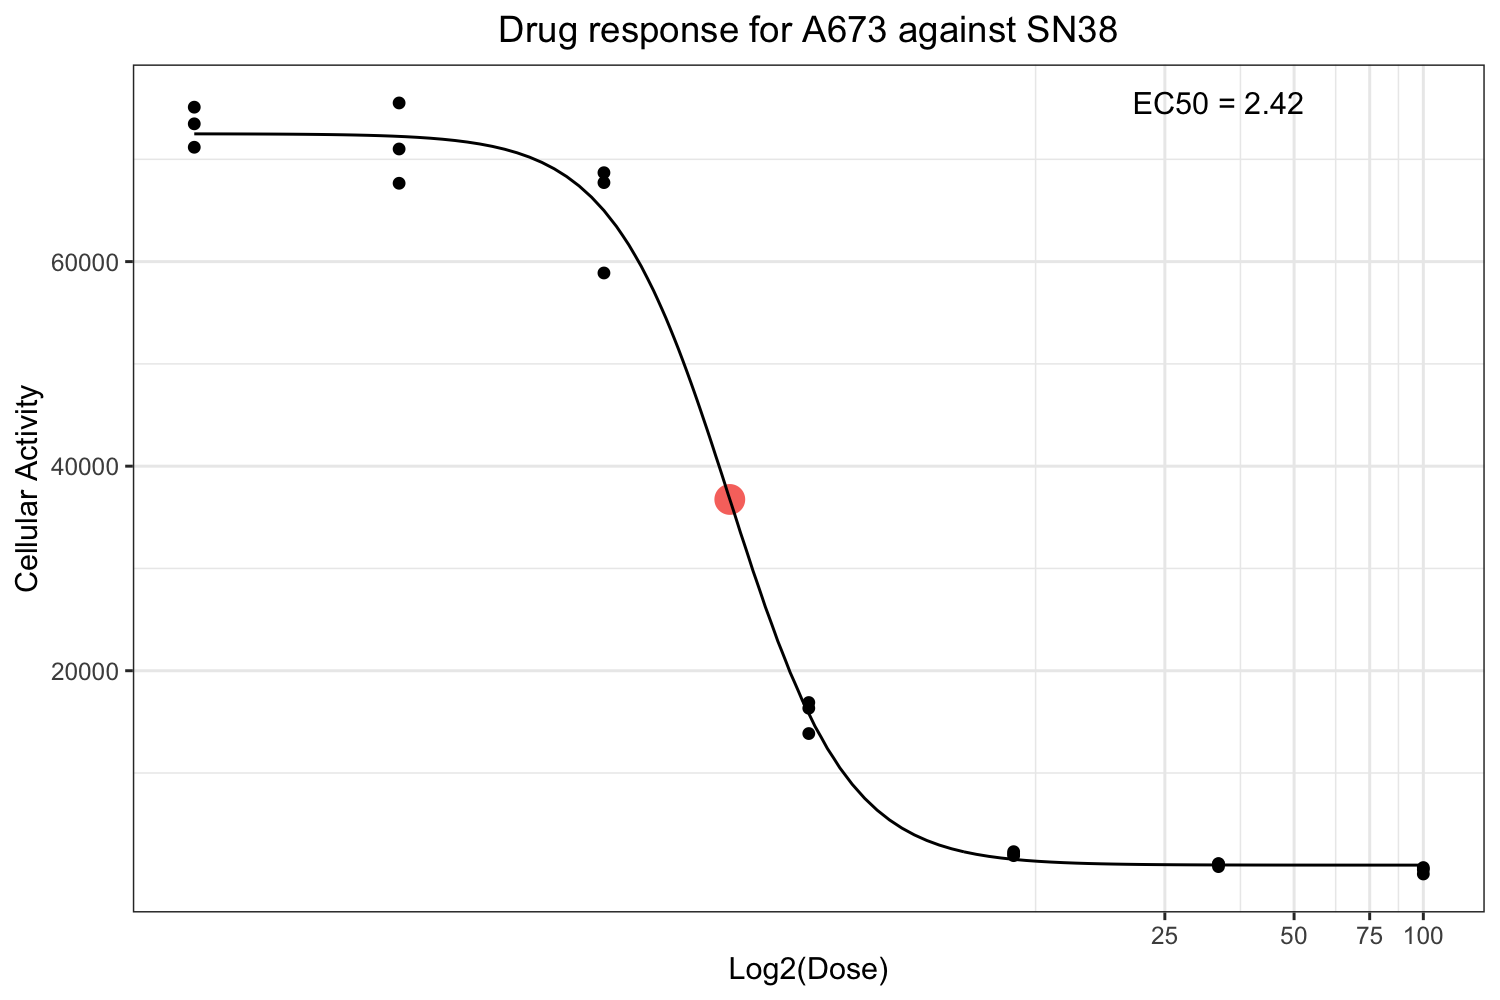 Drug response for A673 against SN38
EC50 = 2.42
Cellular Activity
60000
40000
20000
25 50 75 100
Log2(Dose)